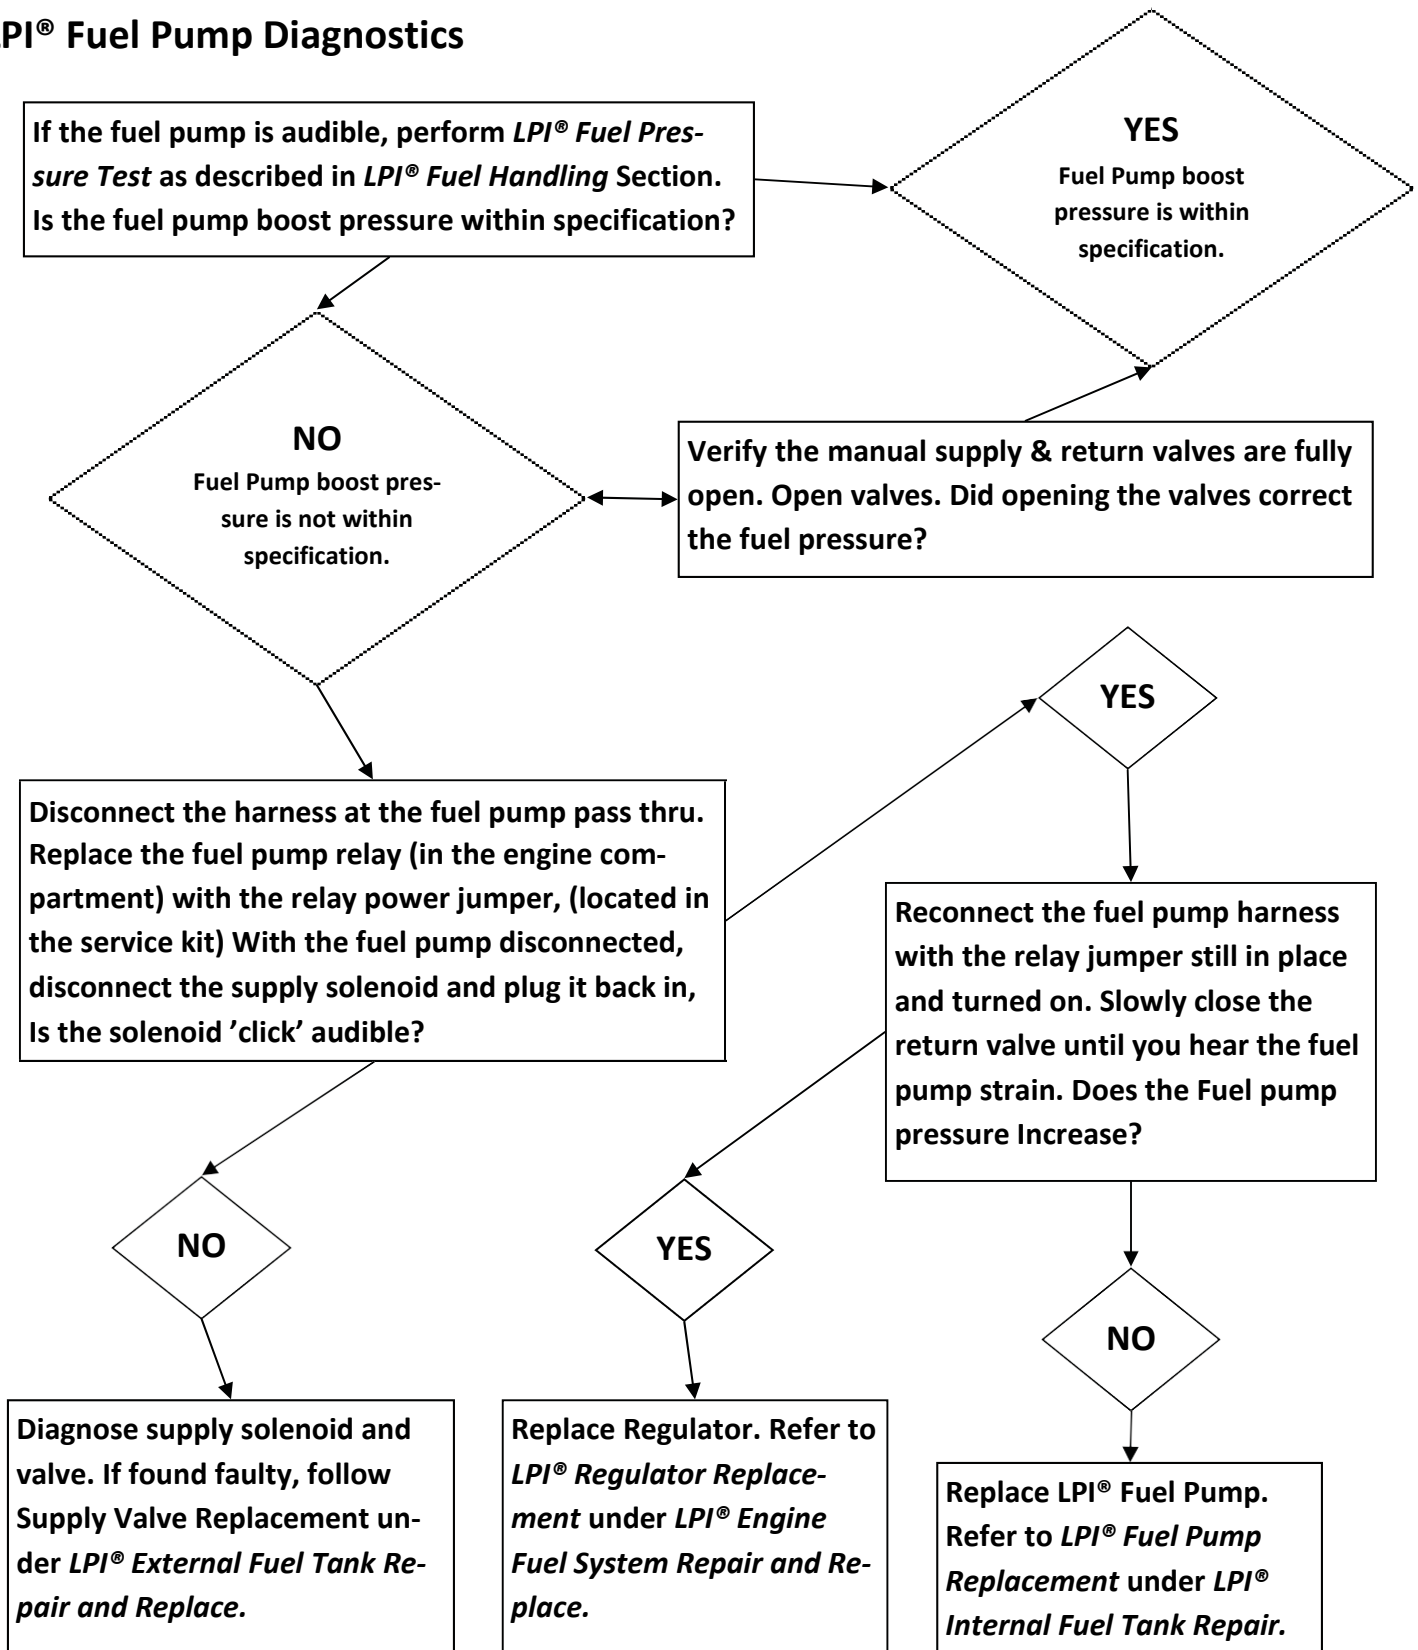 PI® Fuel Pump Diagnostics
If the fuel pump is audible, perform LPI® Fuel Pres-
sure Test as described in LPI® Fuel Handling Section.
Is the fuel pump boost pressure within specification?
YES
Fuel Pump boost
pressure is within
specification.
NO
Fuel Pump boost pres-
sure is not within
specification.
Verify the manual supply & return valves are fully
open. Open valves. Did opening the valves correct
the fuel pressure?
YES
Disconnect the harness at the fuel pump pass thru.
Replace the fuel pump relay (in the engine com-
partment) with the relay power jumper, (located in
the service kit) With the fuel pump disconnected,
disconnect the supply solenoid and plug it back in,
Is the solenoid ’click’ audible?
Reconnect the fuel pump harness
with the relay jumper still in place
and turned on. Slowly close the
return valve until you hear the fuel
pump strain. Does the Fuel pump
pressure Increase?
NO
YES
NO
Diagnose supply solenoid and
valve. If found faulty, follow
Supply Valve Replacement un-
der LPI® External Fuel Tank Re-
pair and Replace.
Replace Regulator. Refer to
LPI® Regulator Replace-
ment under LPI® Engine
Fuel System Repair and Re-
place.
Replace LPI® Fuel Pump.
Refer to LPI® Fuel Pump
Replacement under LPI®
Internal Fuel Tank Repair.